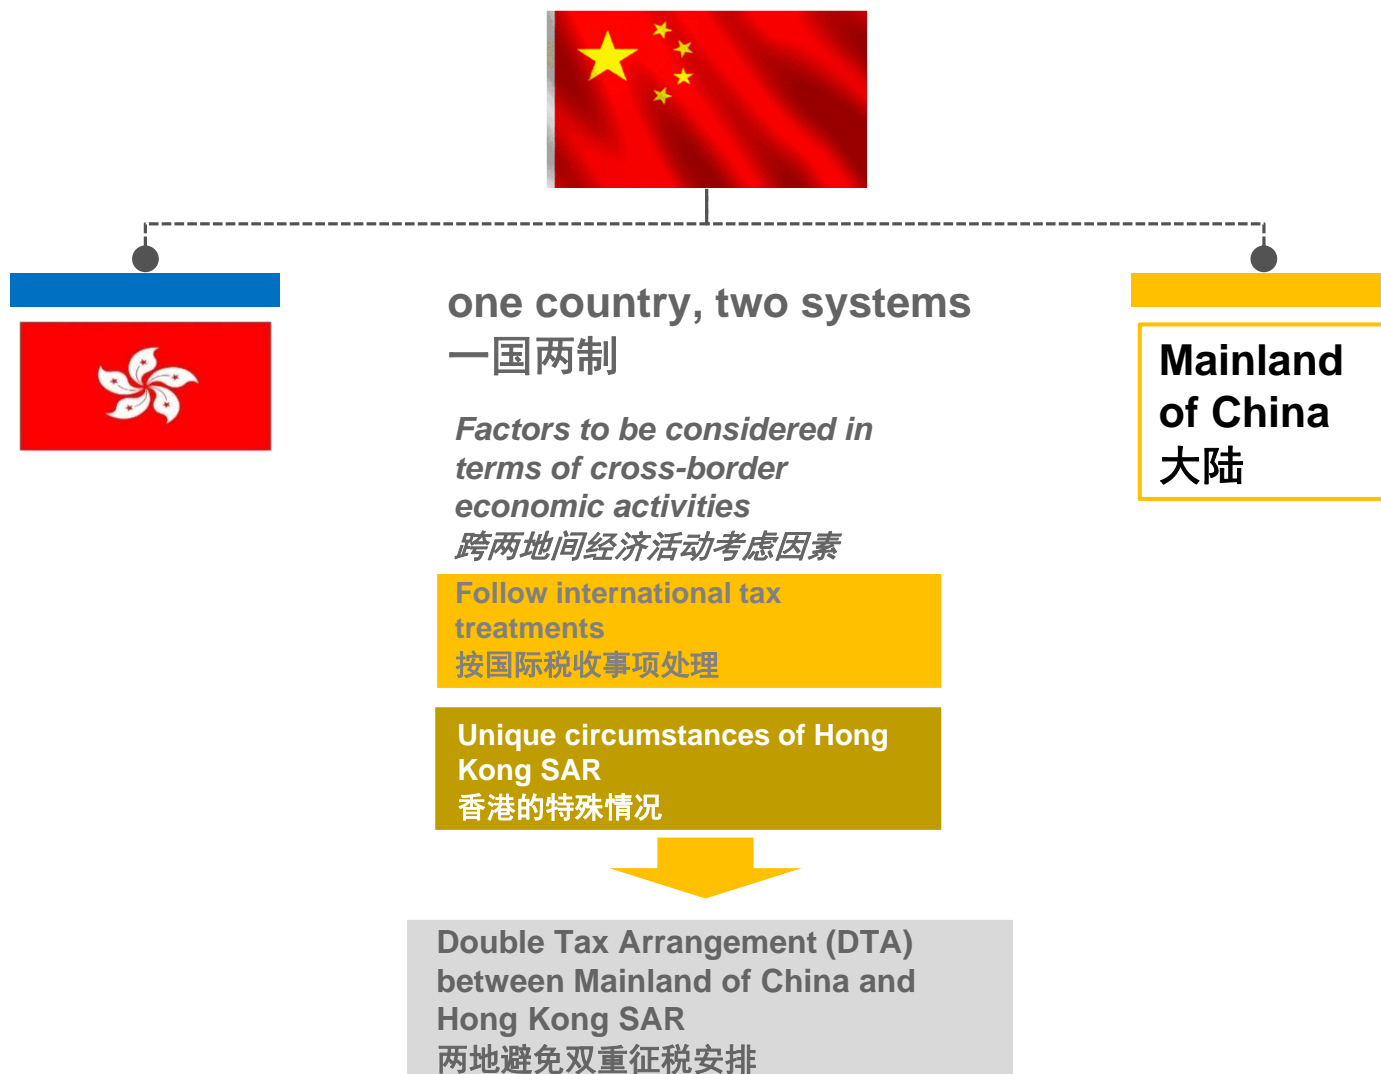 one country, two systems
一国两制
Mainland
of China
大陆
Factors to be considered in
terms of cross-border
economic activities
跨两地间经济活动考虑因素
Follow international tax
treatments
按国际税收事项处理
Unique circumstances of Hong
Kong SAR
香港的特殊情况
Double Tax Arrangement (DTA)
between Mainland of China and
Hong Kong SAR
两地避免双重征税安排